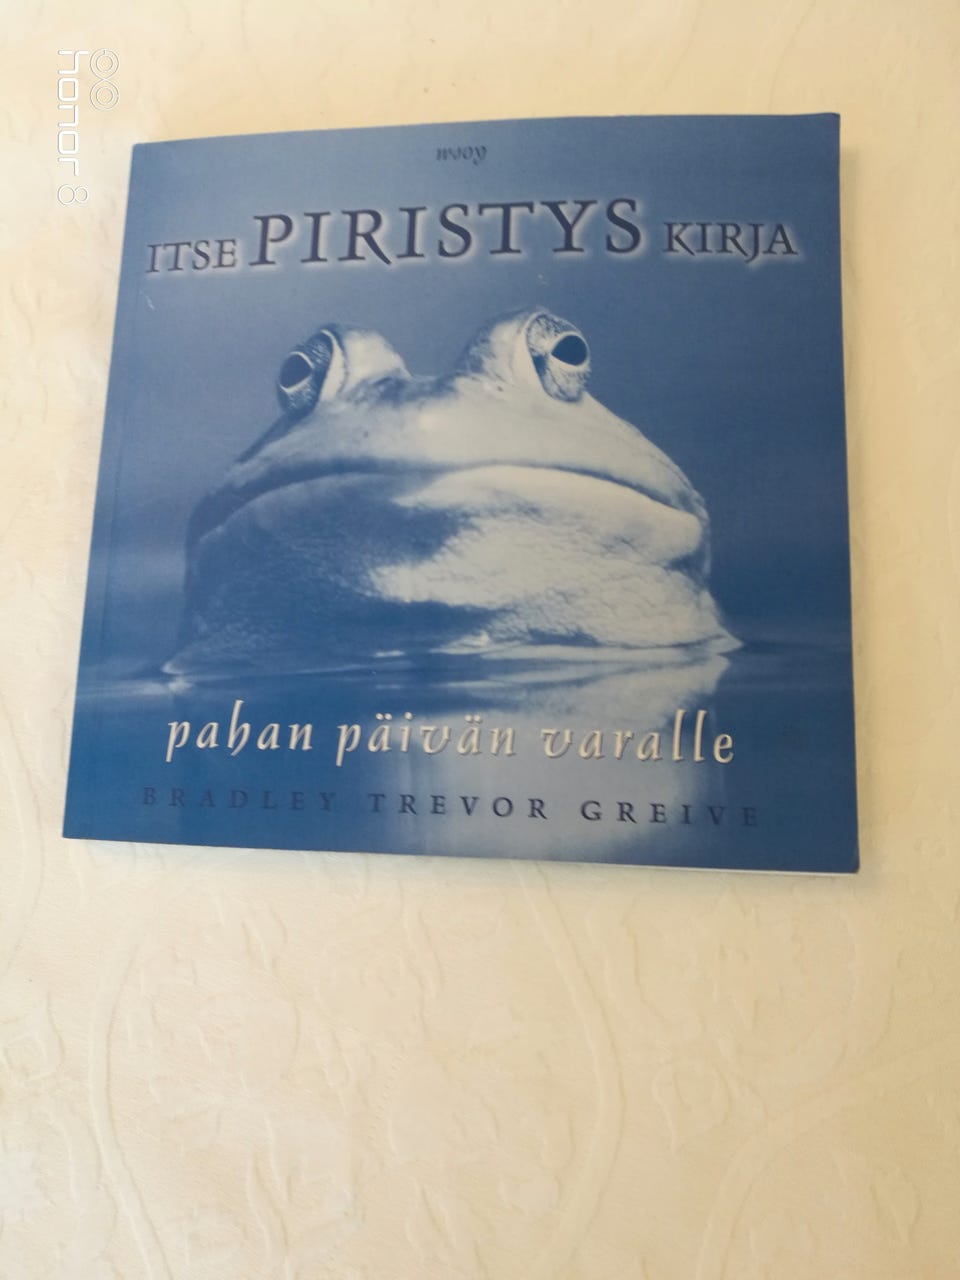 wsoy
ITSE PIRISTYS KIRJA
pahan päivän varalle
BRADLEY TREVOR GREIVE
honor 8